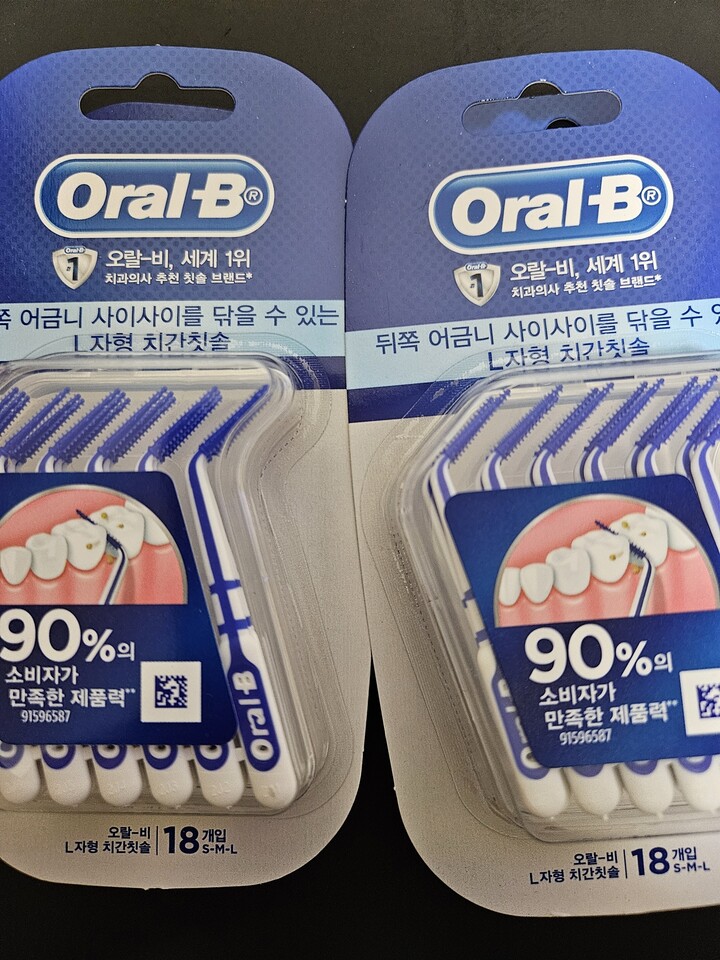 Oral-B®
Oral-B
#1
오랄-비, 세계 1위
치과의사 추천 칫솔 브랜드*
쪽 어금니 사이사이를 닦을 수 있는
L자형 치간칫솔
90%의
소비자가
만족한 제품력**
91596587
Oral-B
오랄-비
L자형 치간칫솔
18개입
S-M-L
Oral-B®
Oral-B
#1
오랄-비, 세계 1위
치과의사 추천 칫솔 브랜드*
뒤쪽 어금니 사이사이를 닦을 수 있
L자형 치간칫솔
90%의
소비자가
만족한 제품력**
91596587
오랄-비
L자형 치간칫솔
18개입
S-M-L